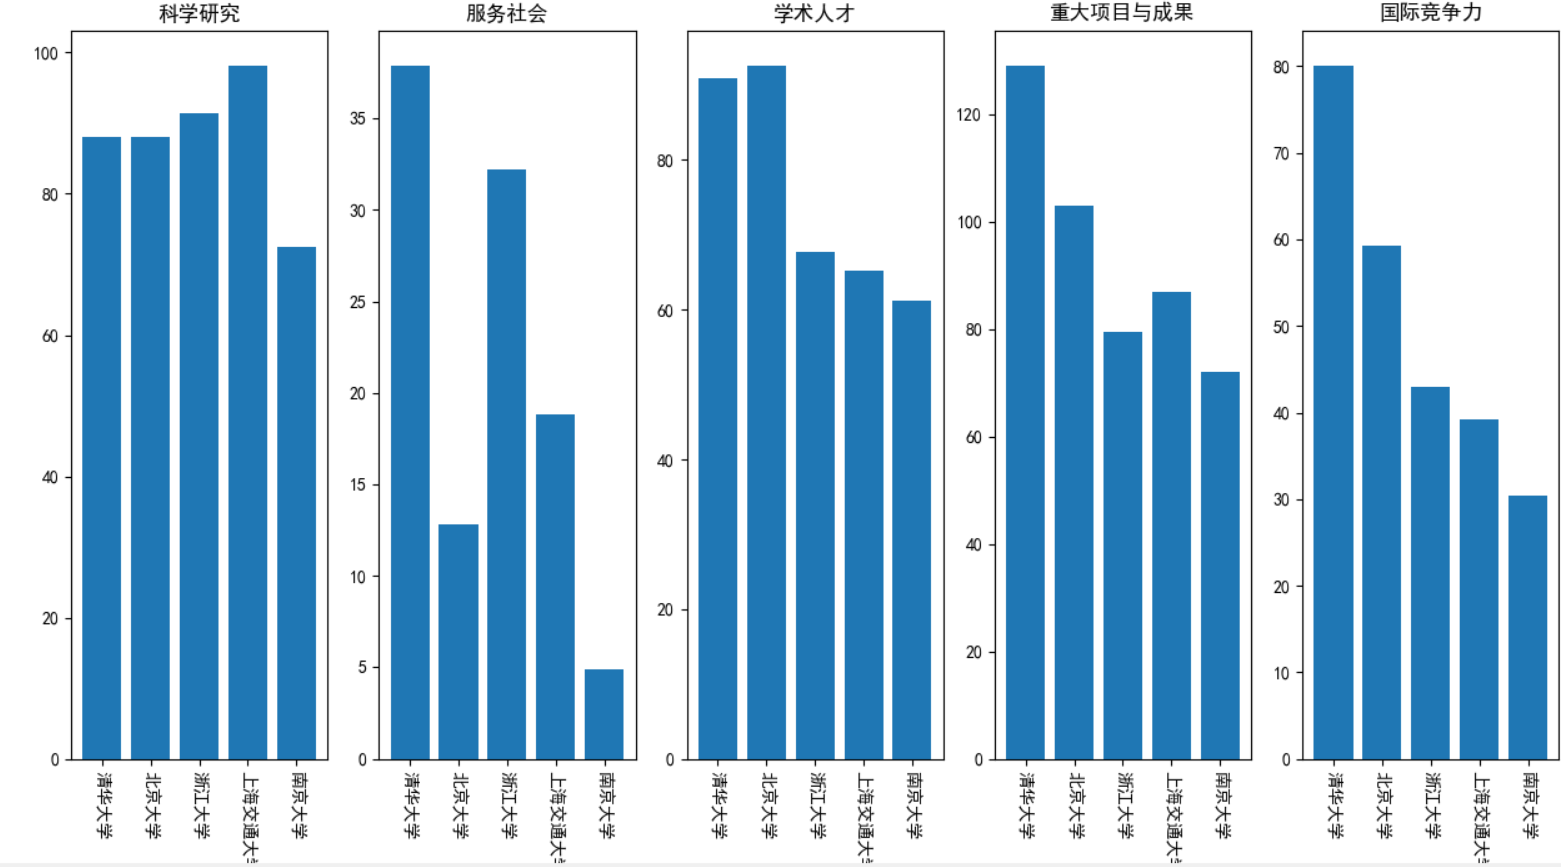 科学研究
100
80
60
40
20
0
清华大学
北京大学
浙江大学
上海交通大
南京大学
服务社会
35
30
25
20
15
10
5
0
清华大学
北京大学
浙江大学
上海交通大
南京大学
学术人才
80
60
40
20
0
清华大学
北京大学
浙江大学
上海交通大
南京大学
重大项目与成果
120
100
80
60
40
20
0
清华大学
北京大学
浙江大学
上海交通大
南京大学
国际竞争力
80
70
60
50
40
30
20
10
0
清华大学
北京大学
浙江大学
上海交通大
南京大学